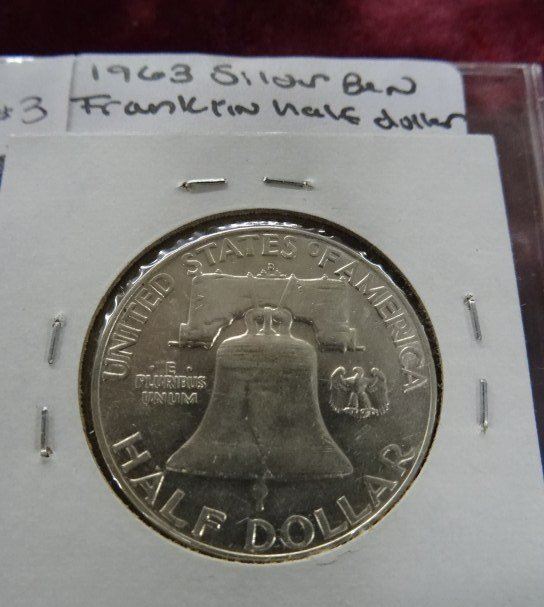 1963 Silver Ben
#3 Franklin half dollar
UNITED STATES OF AMERICA
D
E
PLURIBUS
UNUM
HALF DOLLAR